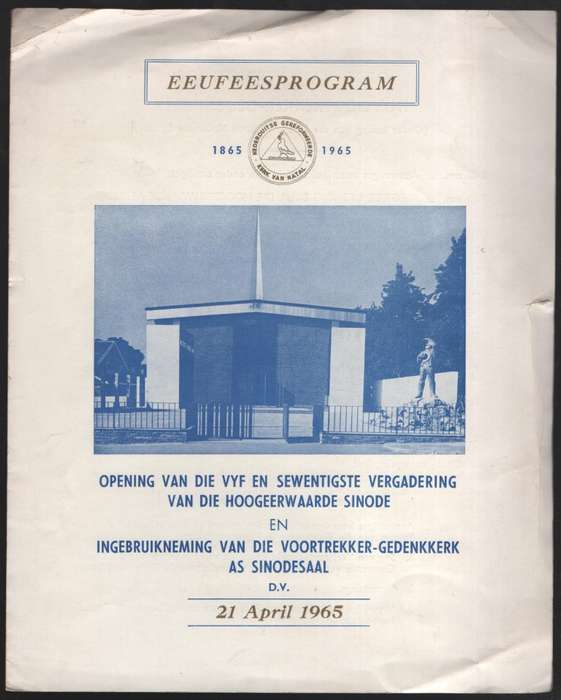 EEUFEESPROGRAM
1865 1965
NEDERDUITSE GEREFORMEERDE
KERK VAN NATAL
OPENING VAN DIE VYF EN SEWENTIGSTE VERGADERING
VAN DIE HOOGEERWAARDE SINODE
EN
INGEBRUIKNEMING VAN DIE VOORTREKKER-GEDENKKERK
AS SINODESAAL
D.V.
21 April 1965